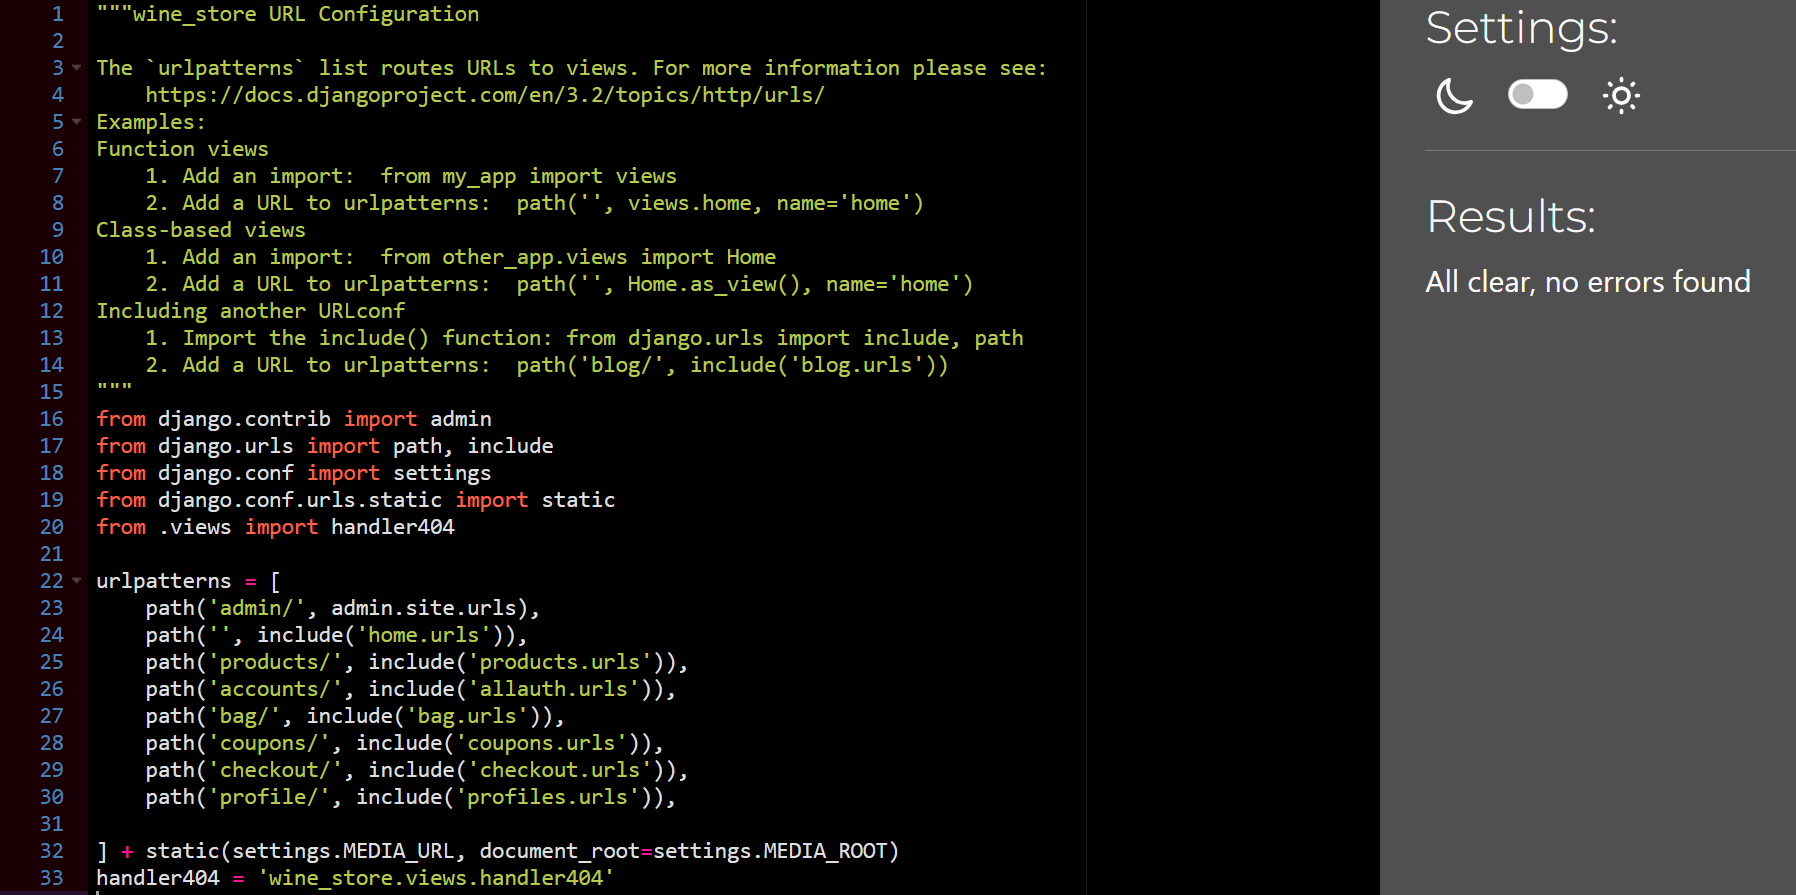 1 """wine_store URL Configuration
2
3 The `urlpatterns` list routes URLs to views. For more information please see:
4     https://docs.djangoproject.com/en/3.2/topics/http/urls/
5 Examples:
6 Function views
7     1. Add an import:  from my_app import views
8     2. Add a URL to urlpatterns:  path('', views.home, name='home')
9 Class-based views
10     1. Add an import:  from other_app.views import Home
11     2. Add a URL to urlpatterns:  path('', Home.as_view(), name='home')
12 Including another URLconf
13     1. Import the include() function: from django.urls import include, path
14     2. Add a URL to urlpatterns:  path('blog/', include('blog.urls'))
15 """
16 from django.contrib import admin
17 from django.urls import path, include
18 from django.conf import settings
19 from django.conf.urls.static import static
20 from .views import handler404
21
22 urlpatterns = [
23     path('admin/', admin.site.urls),
24     path('', include('home.urls')),
25     path('products/', include('products.urls')),
26     path('accounts/', include('allauth.urls')),
27     path('bag/', include('bag.urls')),
28     path('coupons/', include('coupons.urls')),
29     path('checkout/', include('checkout.urls')),
30     path('profile/', include('profiles.urls')),
31
32 ] + static(settings.MEDIA_URL, document_root=settings.MEDIA_ROOT)
33 handler404 = 'wine_store.views.handler404'
Settings:
Results:
All clear, no errors found